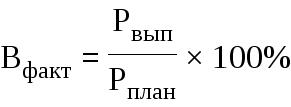 Вфакт = Рвып / Рплан × 100%